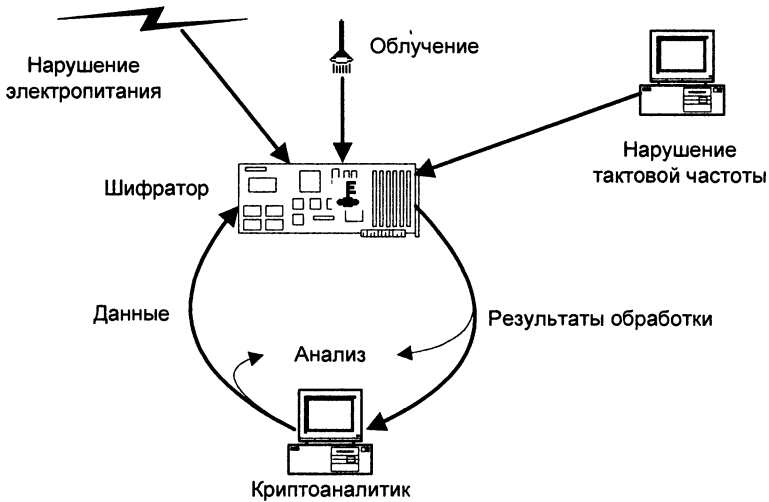 Облучение
Нарушение
электропитания
Нарушение
тактовой частоты
Шифратор
Данные
Результаты обработки
Анализ
Криптоаналитик